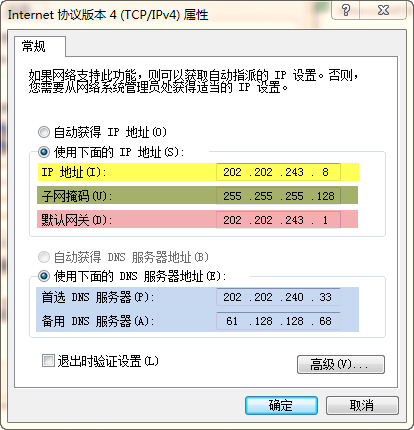 Internet 协议版本 4 (TCP/IPv4) 属性
常规
如果网络支持此功能，则可以获取自动指派的 IP 设置。否则，
您需要从网络系统管理员处获得适当的 IP 设置。
自动获得 IP 地址(O)
使用下面的 IP 地址(S):
IP 地址(I): 202 .202 .243 . 8
子网掩码(U): 255 .255 .255 .128
默认网关(D): 202 .202 .243 . 1
自动获得 DNS 服务器地址(B)
使用下面的 DNS 服务器地址(E):
首选 DNS 服务器(P): 202 .202 .240 . 33
备用 DNS 服务器(A): 61 .128 .128 . 68
退出时验证设置(L)
高级(V)...
确定 取消